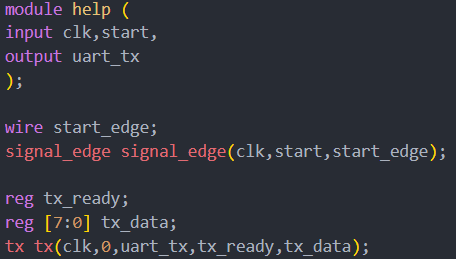 module help (
input clk,start,
output uart_tx
);
wire start_edge;
signal_edge signal_edge(clk,start,start_edge);
reg tx_ready;
reg [7:0] tx_data;
tx tx(clk,0,uart_tx,tx_ready,tx_data);